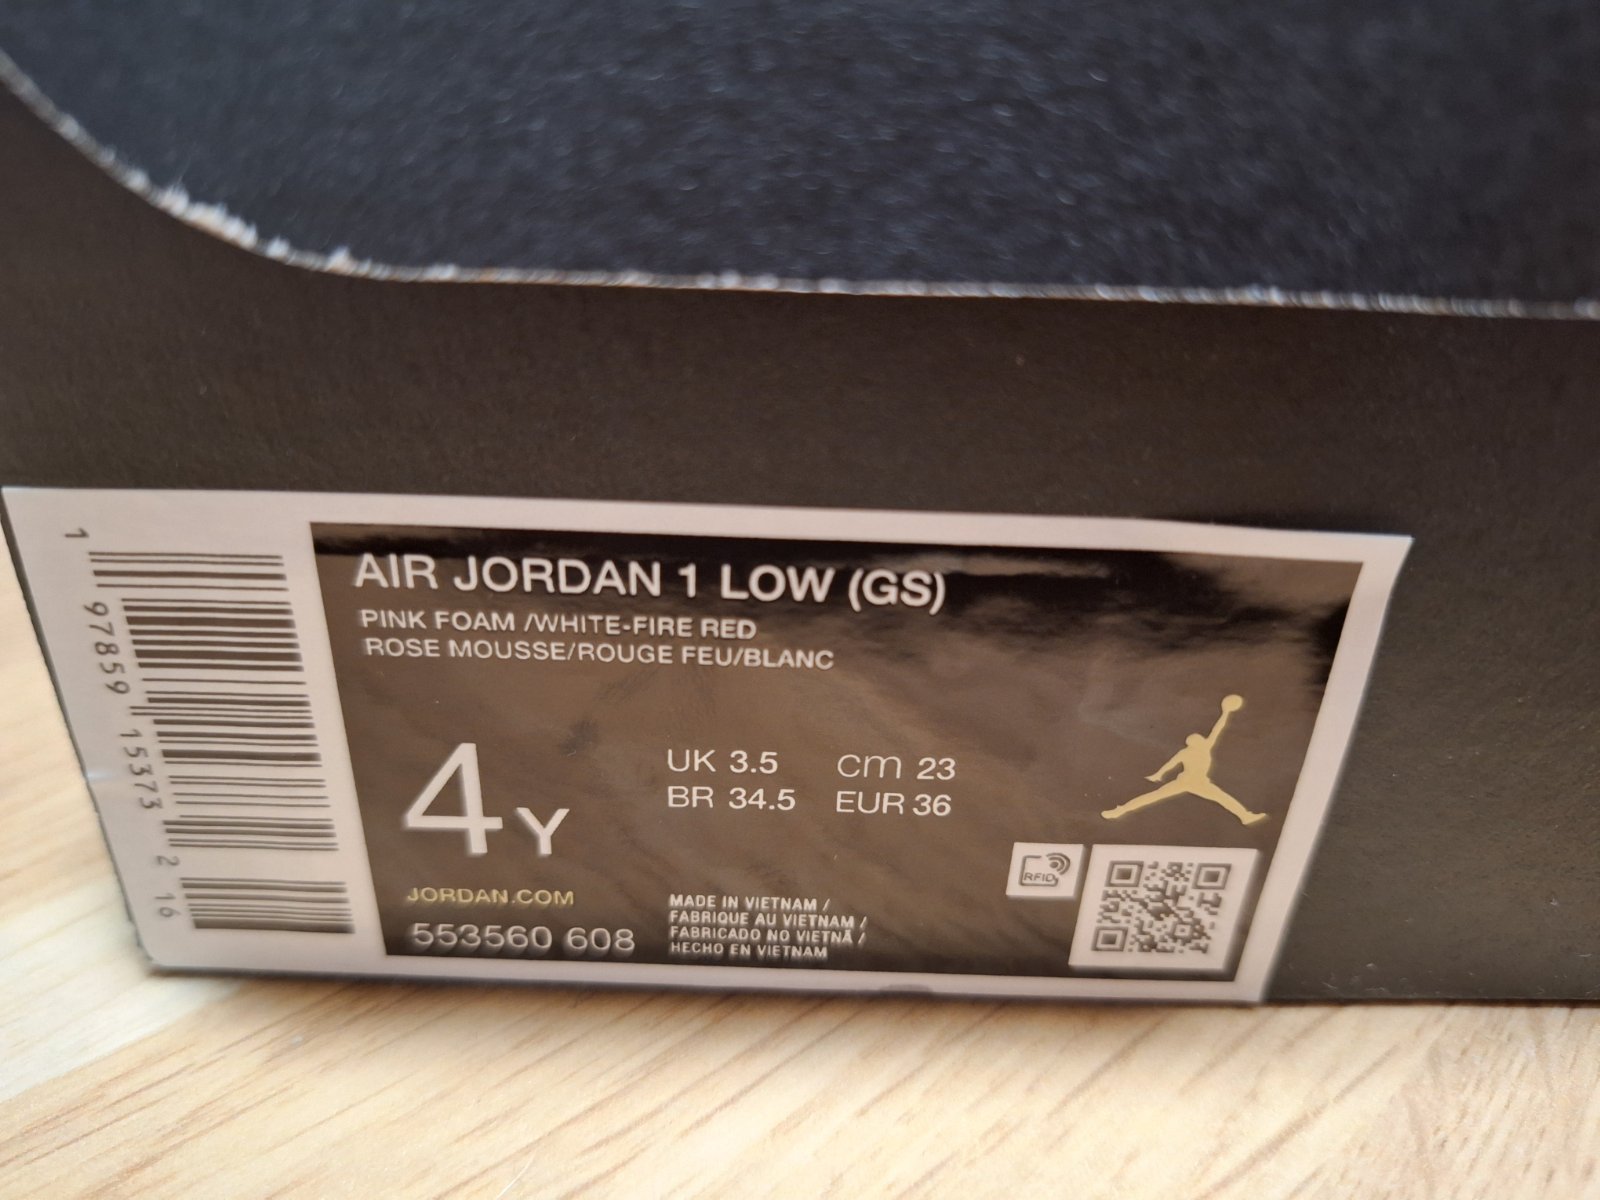 AIR JORDAN 1 LOW (GS)
PINK FOAM /WHITE-FIRE RED
ROSE MOUSSE/ROUGE FEU/BLANC
4Y
UK 3.5 cm 23
BR 34.5 EUR 36
JORDAN.COM
553560 608
MADE IN VIETNAM /
FABRIQUE AU VIETNAM /
FABRICADO NO VIETNÃ /
HECHO EN VIETNAM
RFID
1 97859 15373 2 16